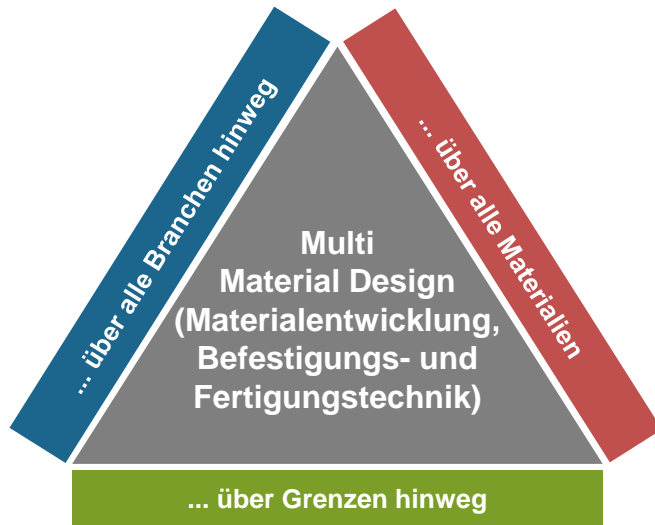 ... über alle Branchen hinweg
... über alle Materialien
Multi
Material Design
(Materialentwicklung,
Befestigungs- und
Fertigungstechnik)
... über Grenzen hinweg